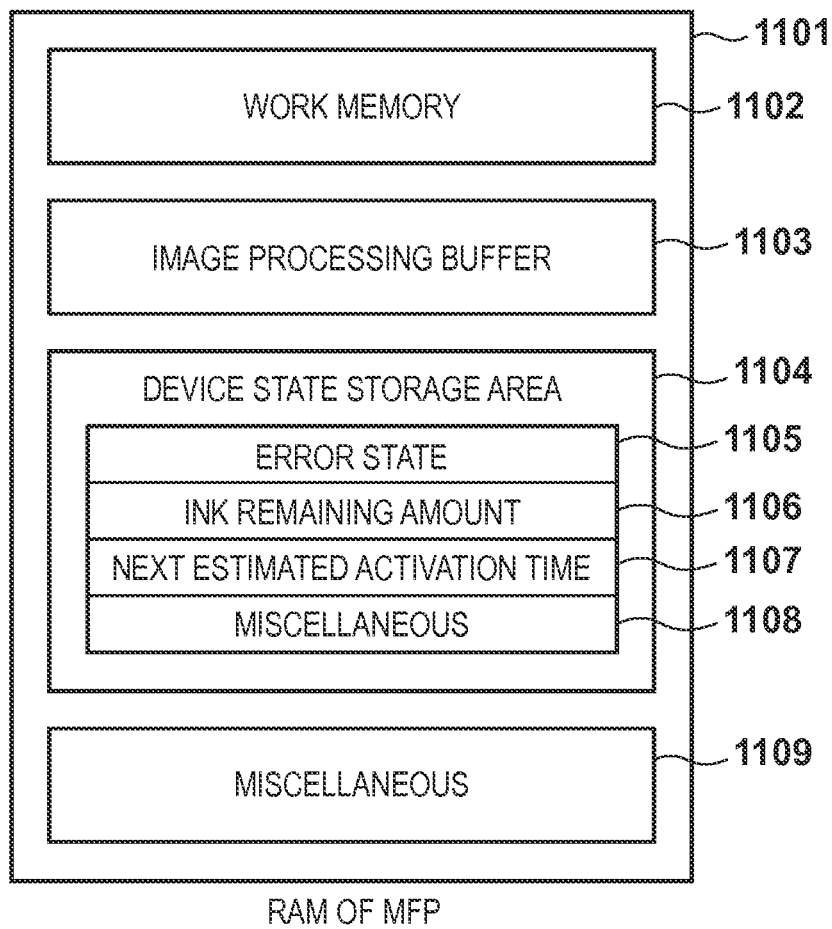 1101
WORK MEMORY
1102
IMAGE PROCESSING BUFFER
1103
DEVICE STATE STORAGE AREA
1104
ERROR STATE
1105
INK REMAINING AMOUNT
1106
NEXT ESTIMATED ACTIVATION TIME
1107
MISCELLANEOUS
1108
MISCELLANEOUS
1109
RAM OF MFP